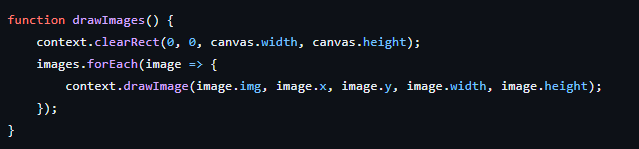 function drawImages() {
    context.clearRect(0, 0, canvas.width, canvas.height);
    images.forEach(image => {
        context.drawImage(image.img, image.x, image.y, image.width, image.height);
    });
}